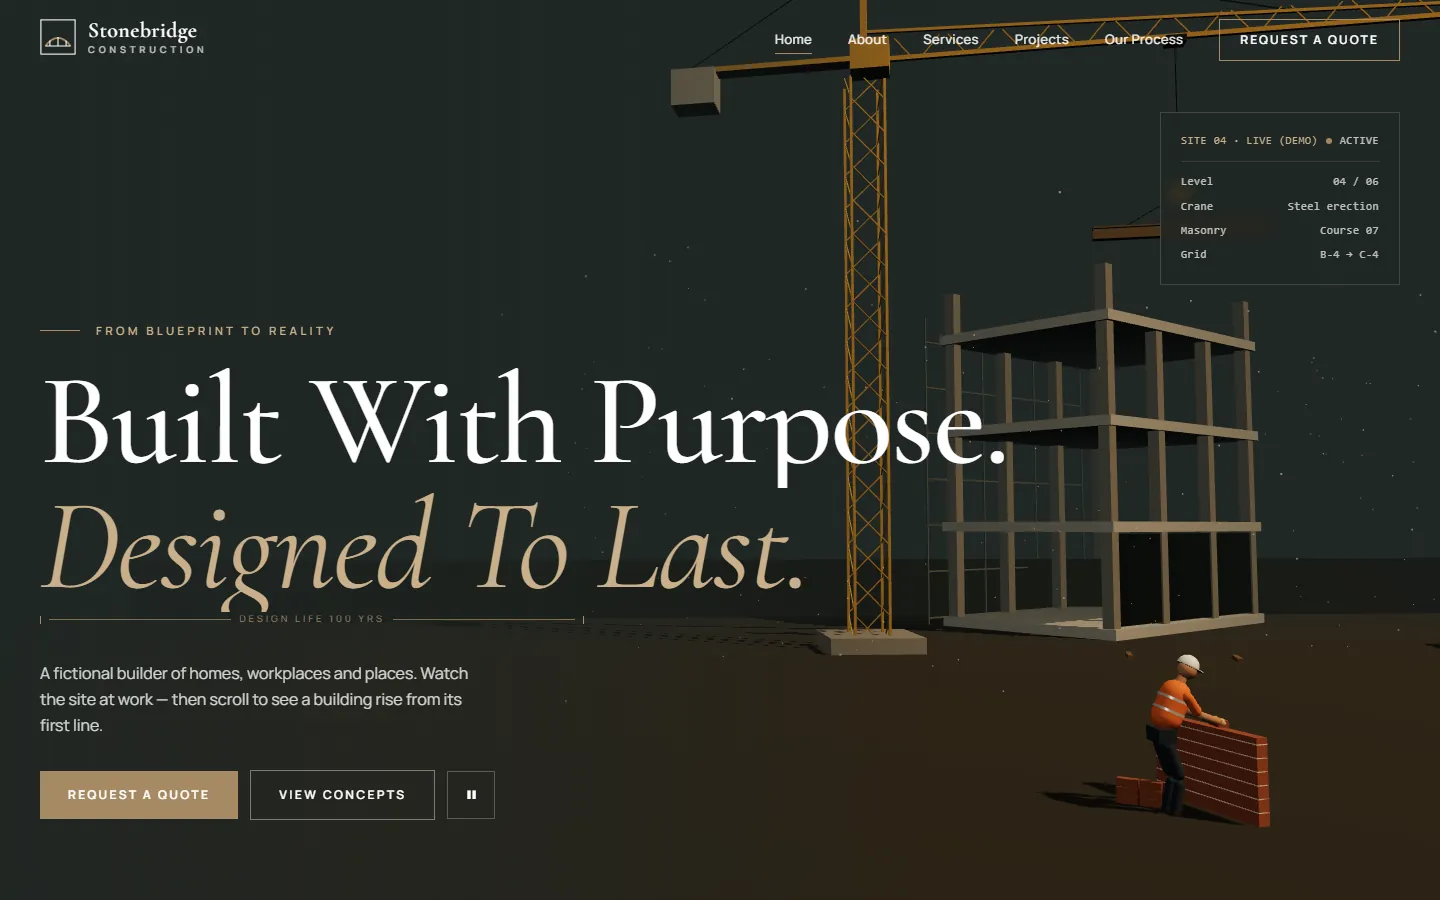 Stonebridge
CONSTRUCTION
Home
About
Services
Projects
Our Process
REQUEST A QUOTE
SITE 04 · LIVE (DEMO) ● ACTIVE
Level 04 / 06
Crane Steel erection
Masonry Course 07
Grid B-4 → C-4
FROM BLUEPRINT TO REALITY
Built With Purpose.
Designed To Last.
DESIGN LIFE 100 YRS
A fictional builder of homes, workplaces and places. Watch
the site at work — then scroll to see a building rise from its
first line.
REQUEST A QUOTE
VIEW CONCEPTS